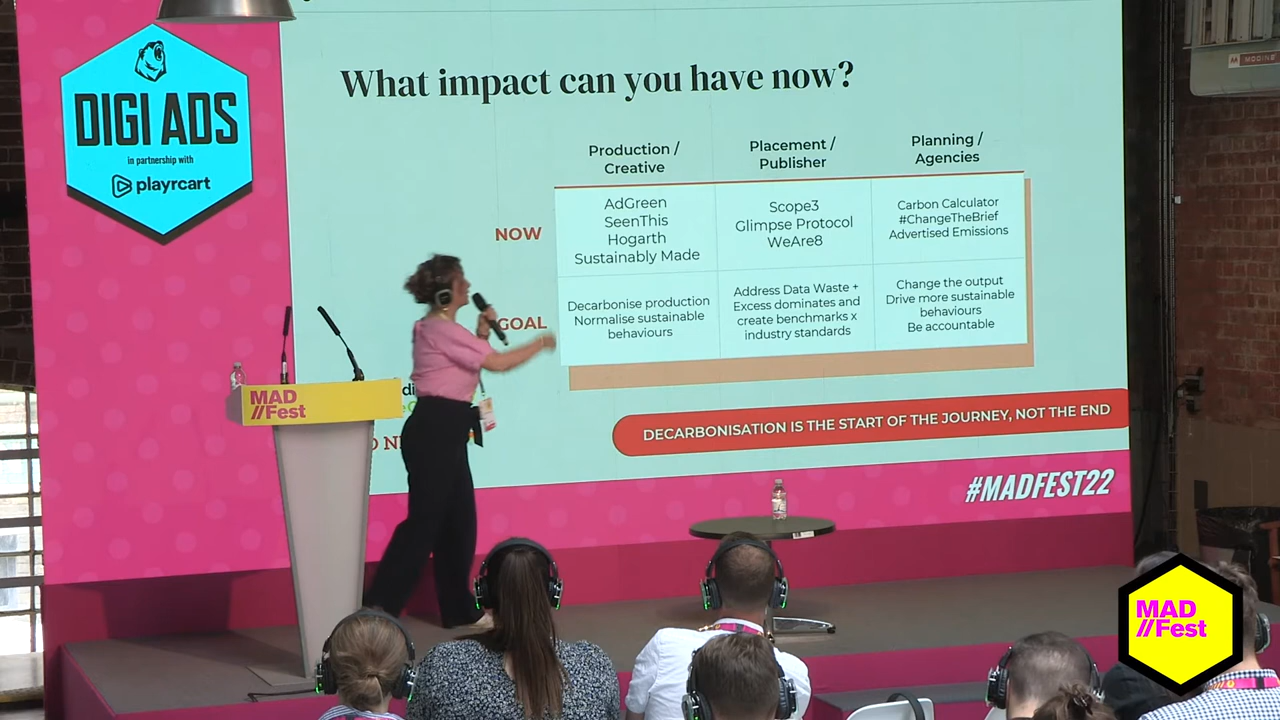 DIGI ADS
in partnership with
playrcart
What impact can you have now?
Production /
Creative
Placement /
Publisher
Planning /
Agencies
NOW
AdGreen
SeenThis
Hogarth
Sustainably Made
Scope3
Glimpse Protocol
WeAre8
Carbon Calculator
#ChangeTheBrief
Advertised Emissions
GOAL
Decarbonise production
Normalise sustainable
behaviours
Address Data Waste +
Excess dominates and
create benchmarks x
industry standards
Change the output
Drive more sustainable
behaviours
Be accountable
DECARBONISATION IS THE START OF THE JOURNEY, NOT THE END
#MADFEST22
MAD
//Fest
MAD
//Fest